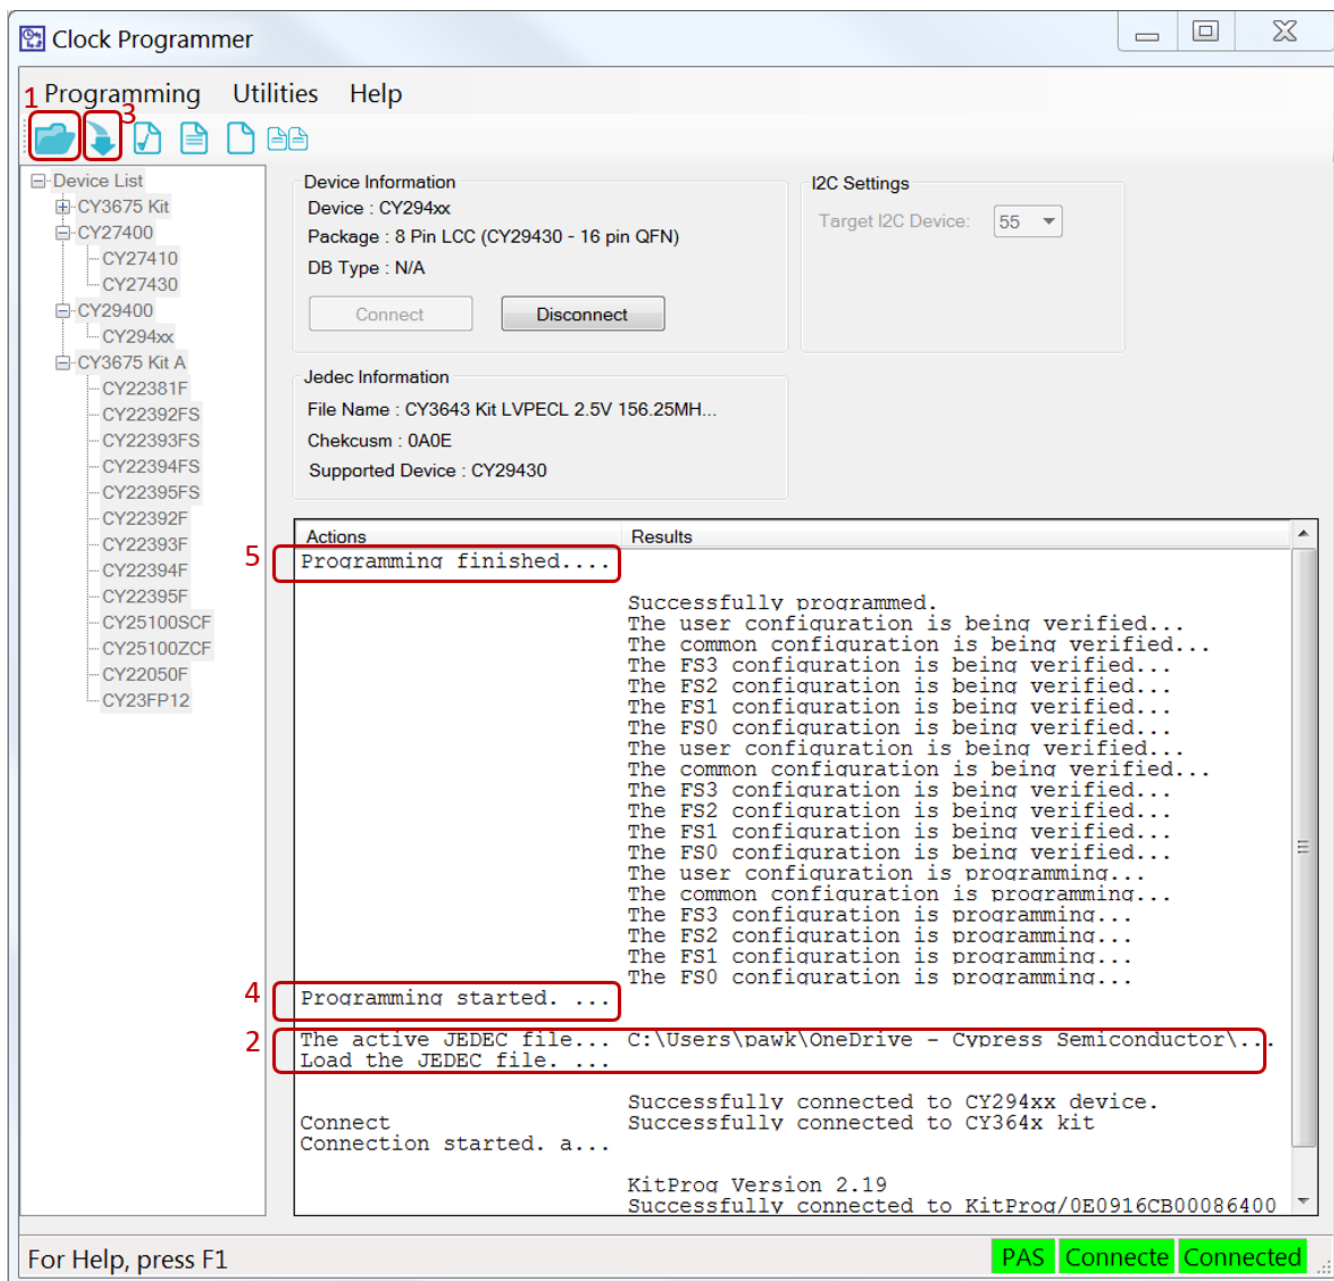 Clock Programmer
Programming Utilities Help
1
3
Device List
CY3675 Kit
CY27400
CY27410
CY27430
CY29400
CY294xx
CY3675 Kit A
CY22381F
CY22392FS
CY22393FS
CY22394FS
CY22395FS
CY22392F
CY22393F
CY22394F
CY22395F
CY25100SCF
CY25100ZCF
CY22050F
CY23FP12
Device Information
Device : CY294xx
Package : 8 Pin LCC (CY29430 - 16 pin QFN)
DB Type : N/A
Connect Disconnect
I2C Settings
Target I2C Device: 55
Jedec Information
File Name : CY3643 Kit LVPECL 2.5V 156.25MH...
Chekcusm : 0A0E
Supported Device : CY29430
Actions Results
5 Programming finished....
Successfully programmed.
The user configuration is being verified...
The common configuration is being verified...
The FS3 configuration is being verified...
The FS2 configuration is being verified...
The FS1 configuration is being verified...
The FS0 configuration is being verified...
The user configuration is being verified...
The common configuration is being verified...
The FS3 configuration is being verified...
The FS2 configuration is being verified...
The FS1 configuration is being verified...
The FS0 configuration is being verified...
The user configuration is programming...
The common configuration is programming...
The FS3 configuration is programming...
The FS2 configuration is programming...
The FS1 configuration is programming...
The FS0 configuration is programming...
4 Programming started. ...
2 The active JEDEC file... C:\Users\pawk\OneDrive - Cypress Semiconductor\...
Load the JEDEC file. ...
Successfully connected to CY294xx device.
Connect Successfully connected to CY364x kit
Connection started. a...
KitProg Version 2.19
Successfully connected to KitProg/0E0916CB00086400
For Help, press F1 PAS Connecte Connected